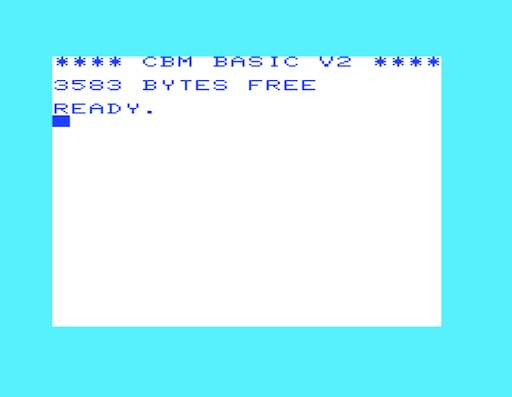 **** CBM BASIC V2 ****
3583 BYTES FREE
READY.